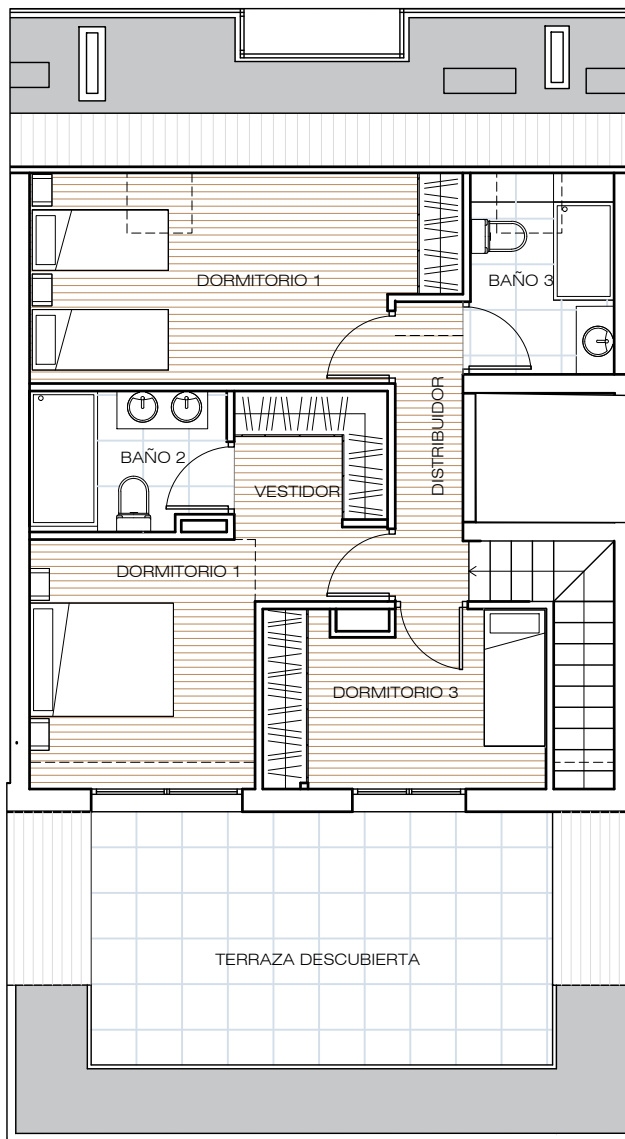 DORMITORIO 1
BAÑO 3
DISTRIBUIDOR
BAÑO 2
VESTIDOR
DORMITORIO 1
DORMITORIO 3
TERRAZA DESCUBIERTA